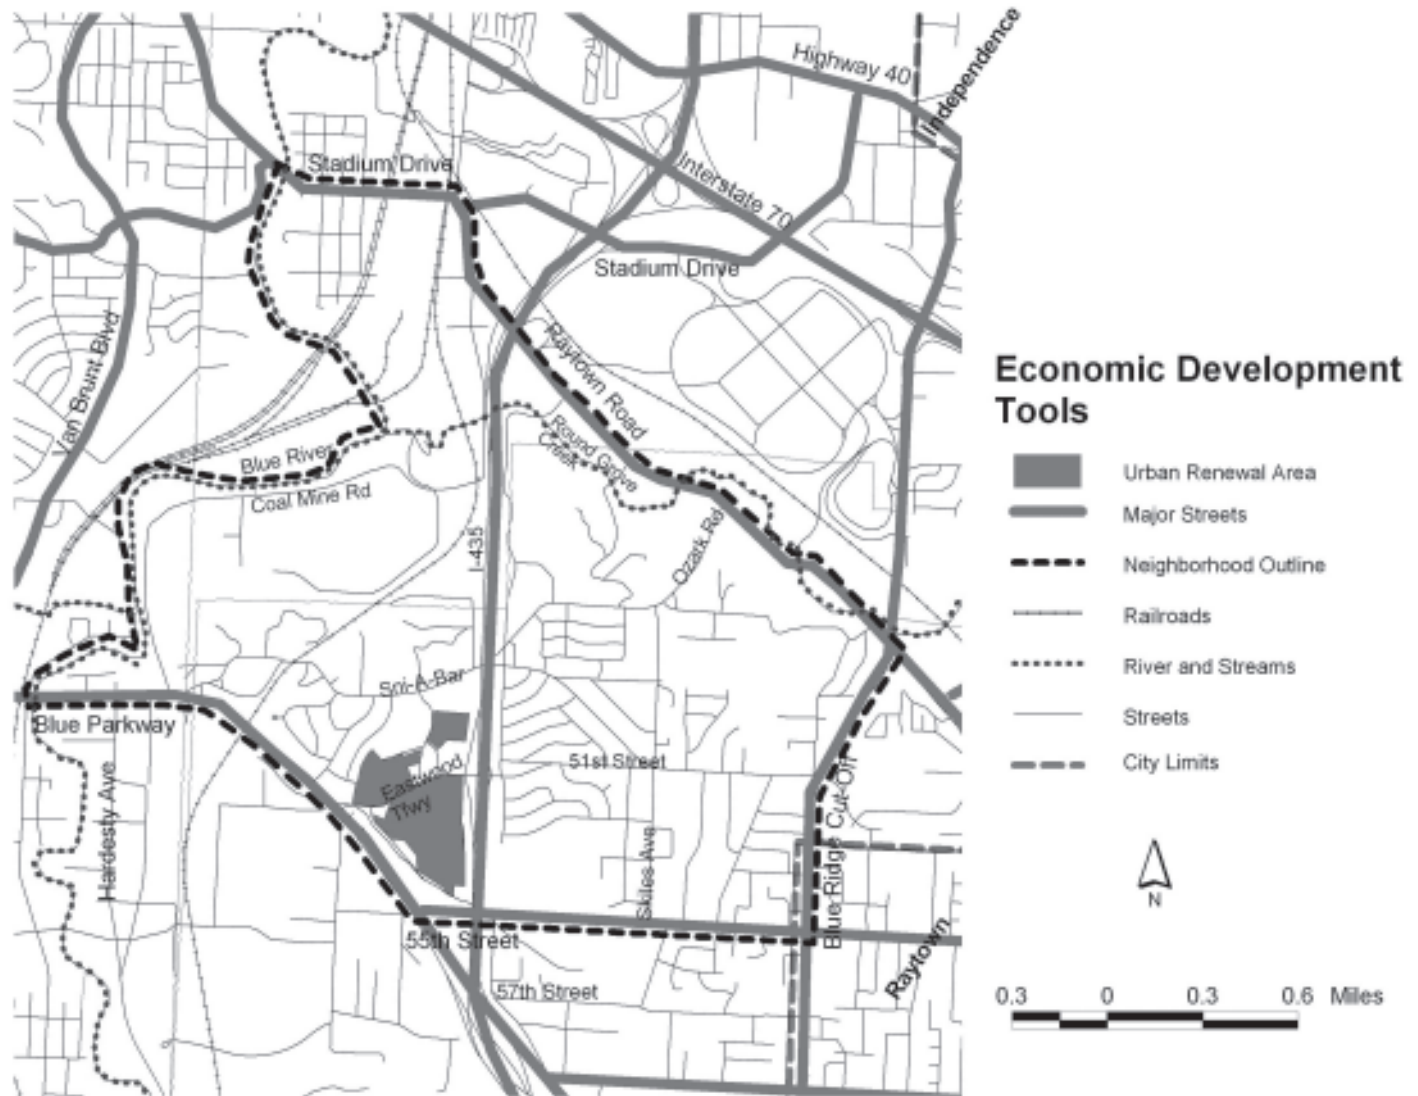 Highway 40
Independence
Stadium Drive
Interstate 70
Stadium Drive
Van Brunt Blvd
Raytown Road
Blue River
Round Grove
Creek
Coal Mine Rd
I-435
Ozark Rd
Sni-A-Bar
Blue Parkway
51st Street
Eastwood
Tfwy
Hardesty Ave
Skiles Ave
Blue Ridge Cut-Off
55th Street
Raytown
57th Street
Economic Development
Tools
Urban Renewal Area
Major Streets
Neighborhood Outline
Railroads
River and Streams
Streets
City Limits
N
0.3 0 0.3 0.6 Miles